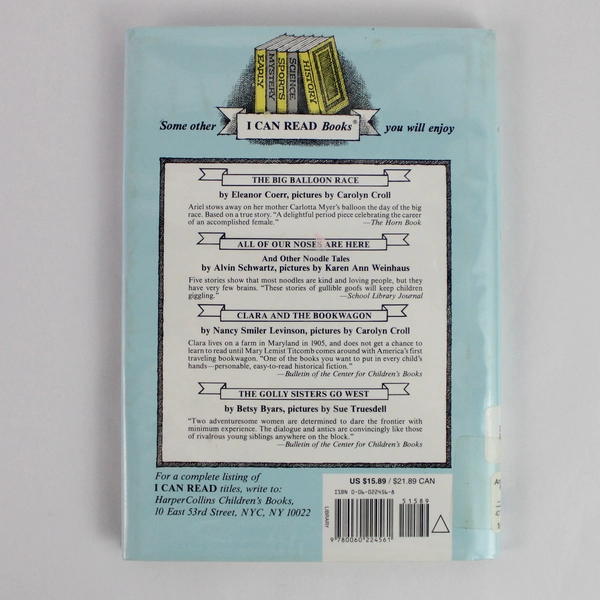 EARLY
MYSTERY
SPORTS
SCIENCE
HISTORY
Some other I CAN READ Books® you will enjoy
THE BIG BALLOON RACE
by Eleanor Coerr, pictures by Carolyn Croll
Ariel stows away on her mother Carlotta Myer's balloon the day of the big
race. Based on a true story. "A delightful period piece celebrating the career
of an accomplished female." —The Horn Book
ALL OF OUR NOSES ARE HERE
And Other Noodle Tales
by Alvin Schwartz, pictures by Karen Ann Weinhaus
Five stories show that most noodles are kind and loving people, but they
have very few brains. "These stories of gullible goofs will keep children
giggling." —School Library Journal
CLARA AND THE BOOKWAGON
by Nancy Smiler Levinson, pictures by Carolyn Croll
Clara lives on a farm in Maryland in 1905, and does not get a chance to
learn to read until Mary Lemist Titcomb comes around with America's first
traveling bookwagon. "One of the books you want to put in every child's
hands—personable, easy-to-read historical fiction."
—Bulletin of the Center for Children's Books
THE GOLLY SISTERS GO WEST
by Betsy Byars, pictures by Sue Truesdell
"Two adventuresome women are determined to dare the frontier with
minimum experience. The dialogue and antics are convincingly like those
of rivalrous young siblings anywhere on the block."
—Bulletin of the Center for Children's Books
For a complete listing of
I CAN READ titles, write to:
HarperCollins Children's Books,
10 East 53rd Street, NYC, NY 10022
US $15.89 / $21.89 CAN
ISBN 0-06-022456-8
51589
LIBRARY
9 780060 224561